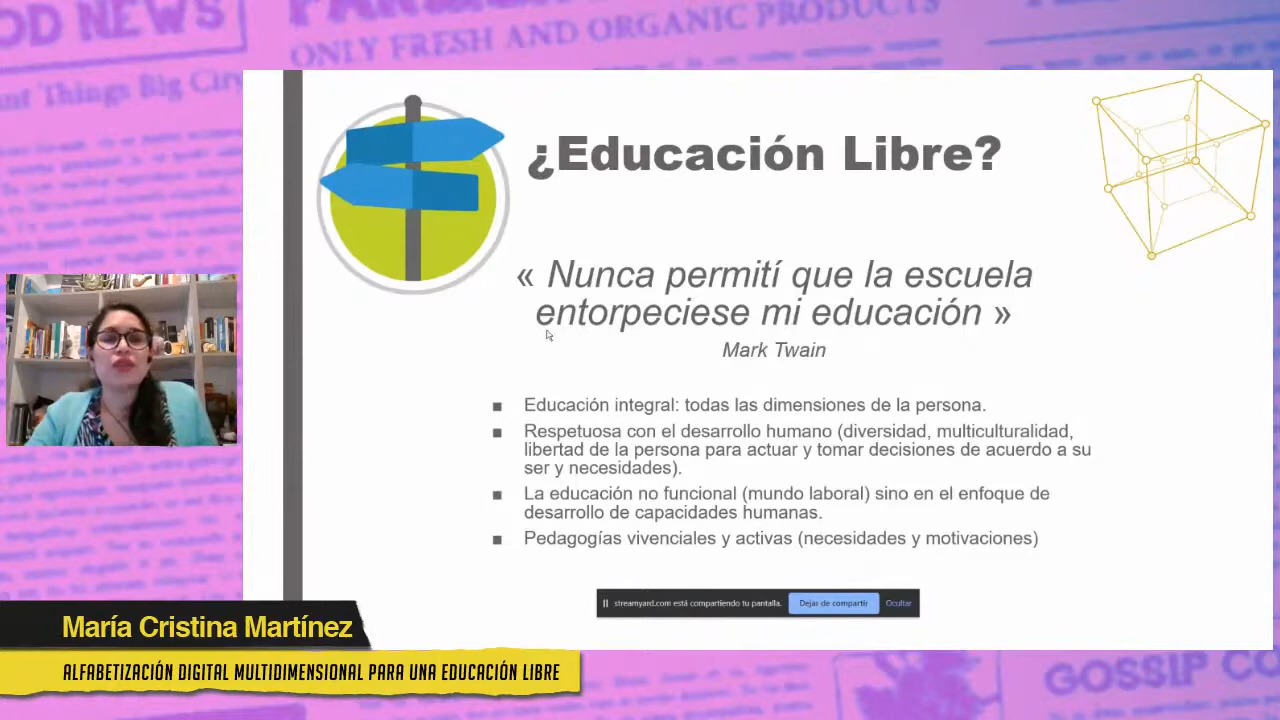 OD NEWS
ONLY FRESH AND ORGANIC PRODUCTS
Things Big City
¿Educación Libre?
« Nunca permití que la escuela
entorpeciese mi educación »
Mark Twain
■ Educación integral: todas las dimensiones de la persona.
■ Respetuosa con el desarrollo humano (diversidad, multiculturalidad,
libertad de la persona para actuar y tomar decisiones de acuerdo a su
ser y necesidades).
■ La educación no funcional (mundo laboral) sino en el enfoque de
desarrollo de capacidades humanas.
■ Pedagogías vivenciales y activas (necesidades y motivaciones)
streamyard.com está compartiendo tu pantalla. Dejar de compartir Ocultar
María Cristina Martínez
ALFABETIZACIÓN DIGITAL MULTIDIMENSIONAL PARA UNA EDUCACIÓN LIBRE
GOSSIP CO